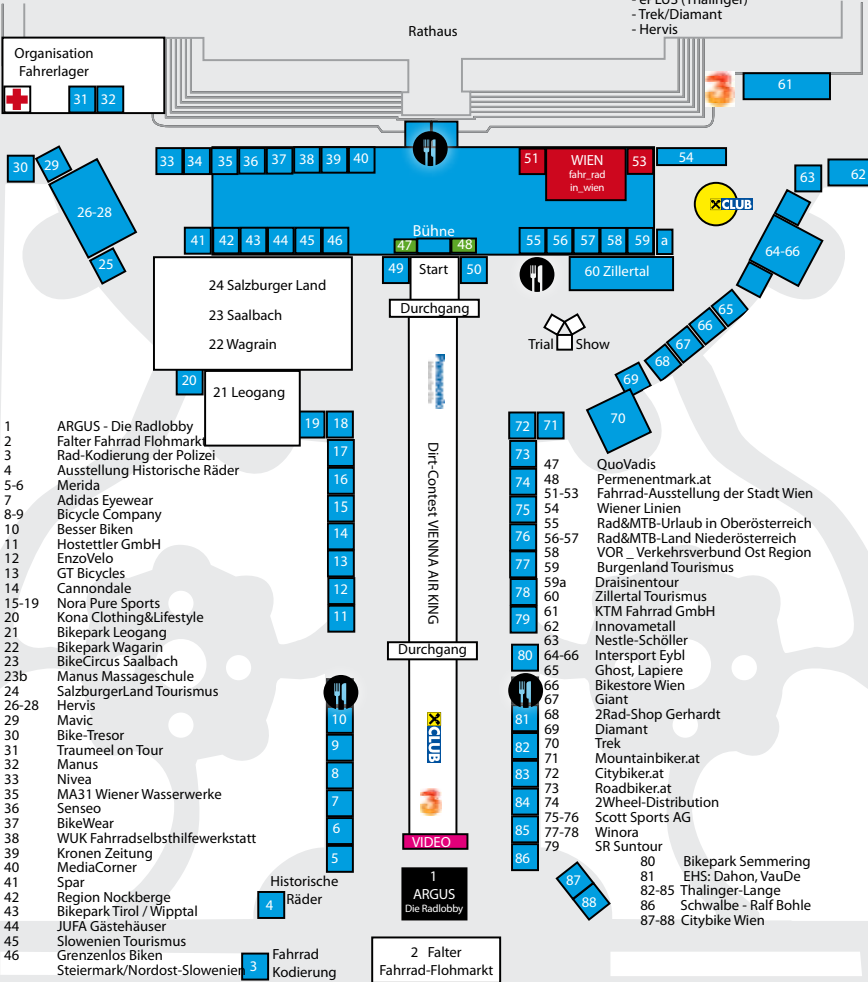 - ePLUS (Thalinger)
- Trek/Diamant
- Hervis
Rathaus
Organisation
Fahrerlager
31 32
3
61
30 29
26-28
25
33 34 35 36 37 38 39 40
51
WIEN
fahr_rad
in_wien
53
54
63
62
CLUB
64-66
Bühne
41 42 43 44 45 46
47 48
55 56 57 58 59 a
49 Start 50
60 Zillertal
Durchgang
24 Salzburger Land
23 Saalbach
22 Wagrain
20
21 Leogang
Trial Show
65
66
67
68
69
70
Panasonic
Dirt-Contest VIENNA AIR KING
19 18
17
16
15
14
13
12
11
10
9
8
7
6
5
72 71
73
74
75
76
77
78
79
80
81
82
83
84
85
86
87
88
Durchgang
CLUB
3
VIDEO
1
ARGUS
Die Radlobby
Historische
Räder
4
Fahrrad
Kodierung
3
2 Falter
Fahrrad-Flohmarkt
1 ARGUS - Die Radlobby
2 Falter Fahrrad Flohmarkt
3 Rad-Kodierung der Polizei
4 Ausstellung Historische Räder
5-6 Merida
7 Adidas Eyewear
8-9 Bicycle Company
10 Besser Biken
11 Hostettler GmbH
12 EnzoVelo
13 GT Bicycles
14 Cannondale
15-19 Nora Pure Sports
20 Kona Clothing&Lifestyle
21 Bikepark Leogang
22 Bikepark Wagarin
23 BikeCircus Saalbach
23b Manus Massageschule
24 SalzburgerLand Tourismus
26-28 Hervis
29 Mavic
30 Bike-Tresor
31 Traumeel on Tour
32 Manus
33 Nivea
35 MA31 Wiener Wasserwerke
36 Senseo
37 BikeWear
38 WUK Fahrradselbsthilfewerkstatt
39 Kronen Zeitung
40 MediaCorner
41 Spar
42 Region Nockberge
43 Bikepark Tirol / Wipptal
44 JUFA Gästehäuser
45 Slowenien Tourismus
46 Grenzenlos Biken
Steiermark/Nordost-Slowenien
47 QuoVadis
48 Permenentmark.at
51-53 Fahrrad-Ausstellung der Stadt Wien
54 Wiener Linien
55 Rad&MTB-Urlaub in Oberösterreich
56-57 Rad&MTB-Land Niederösterreich
58 VOR _ Verkehrsverbund Ost Region
59 Burgenland Tourismus
59a Draisinentour
60 Zillertal Tourismus
61 KTM Fahrrad GmbH
62 Innovametall
63 Nestle-Schöller
64-66 Intersport Eybl
65 Ghost, Lapiere
66 Bikestore Wien
67 Giant
68 2Rad-Shop Gerhardt
69 Diamant
70 Trek
71 Mountainbiker.at
72 Citybiker.at
73 Roadbiker.at
74 2Wheel-Distribution
75-76 Scott Sports AG
77-78 Winora
79 SR Suntour
80 Bikepark Semmering
81 EHS: Dahon, VauDe
82-85 Thalinger-Lange
86 Schwalbe - Ralf Bohle
87-88 Citybike Wien